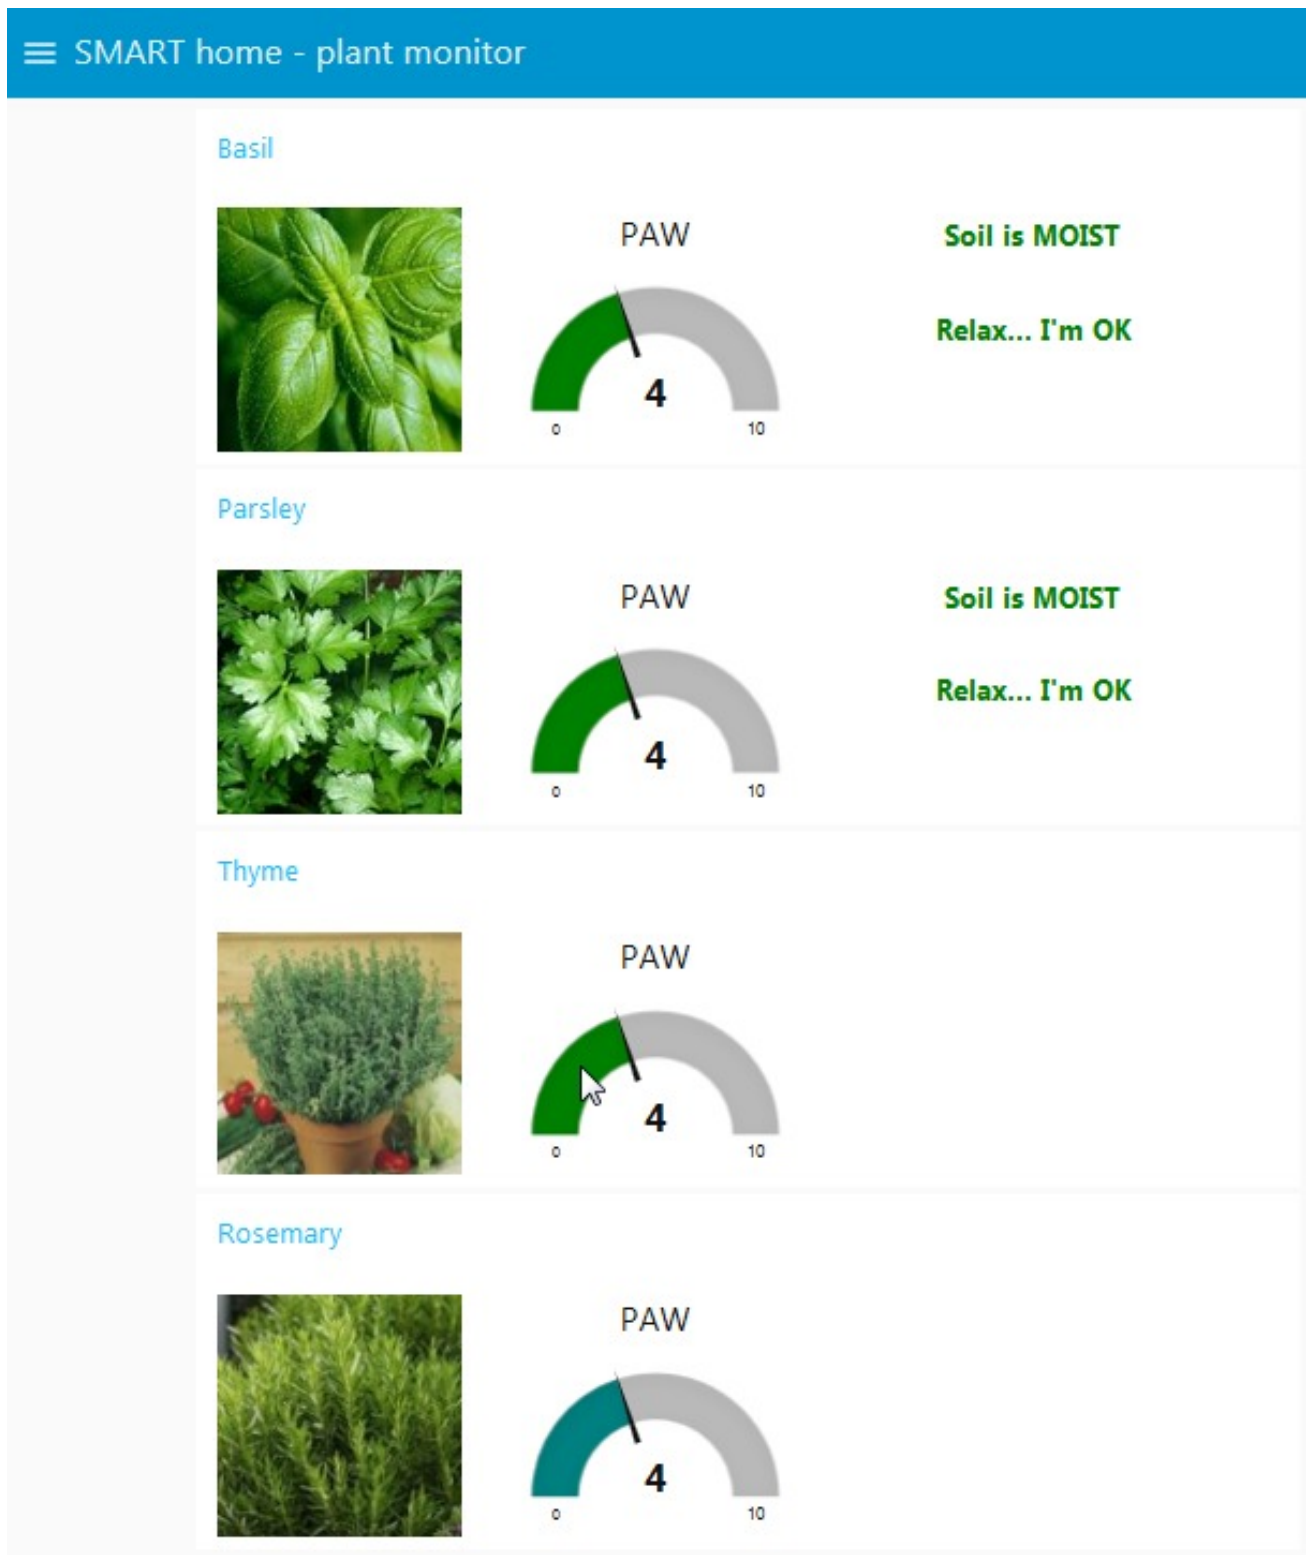 SMART home - plant monitor
Basil
PAW
Soil is MOIST
Relax... I'm OK
4
0
10
Parsley
PAW
Soil is MOIST
Relax... I'm OK
4
0
10
Thyme
PAW
4
0
10
Rosemary
PAW
4
0
10